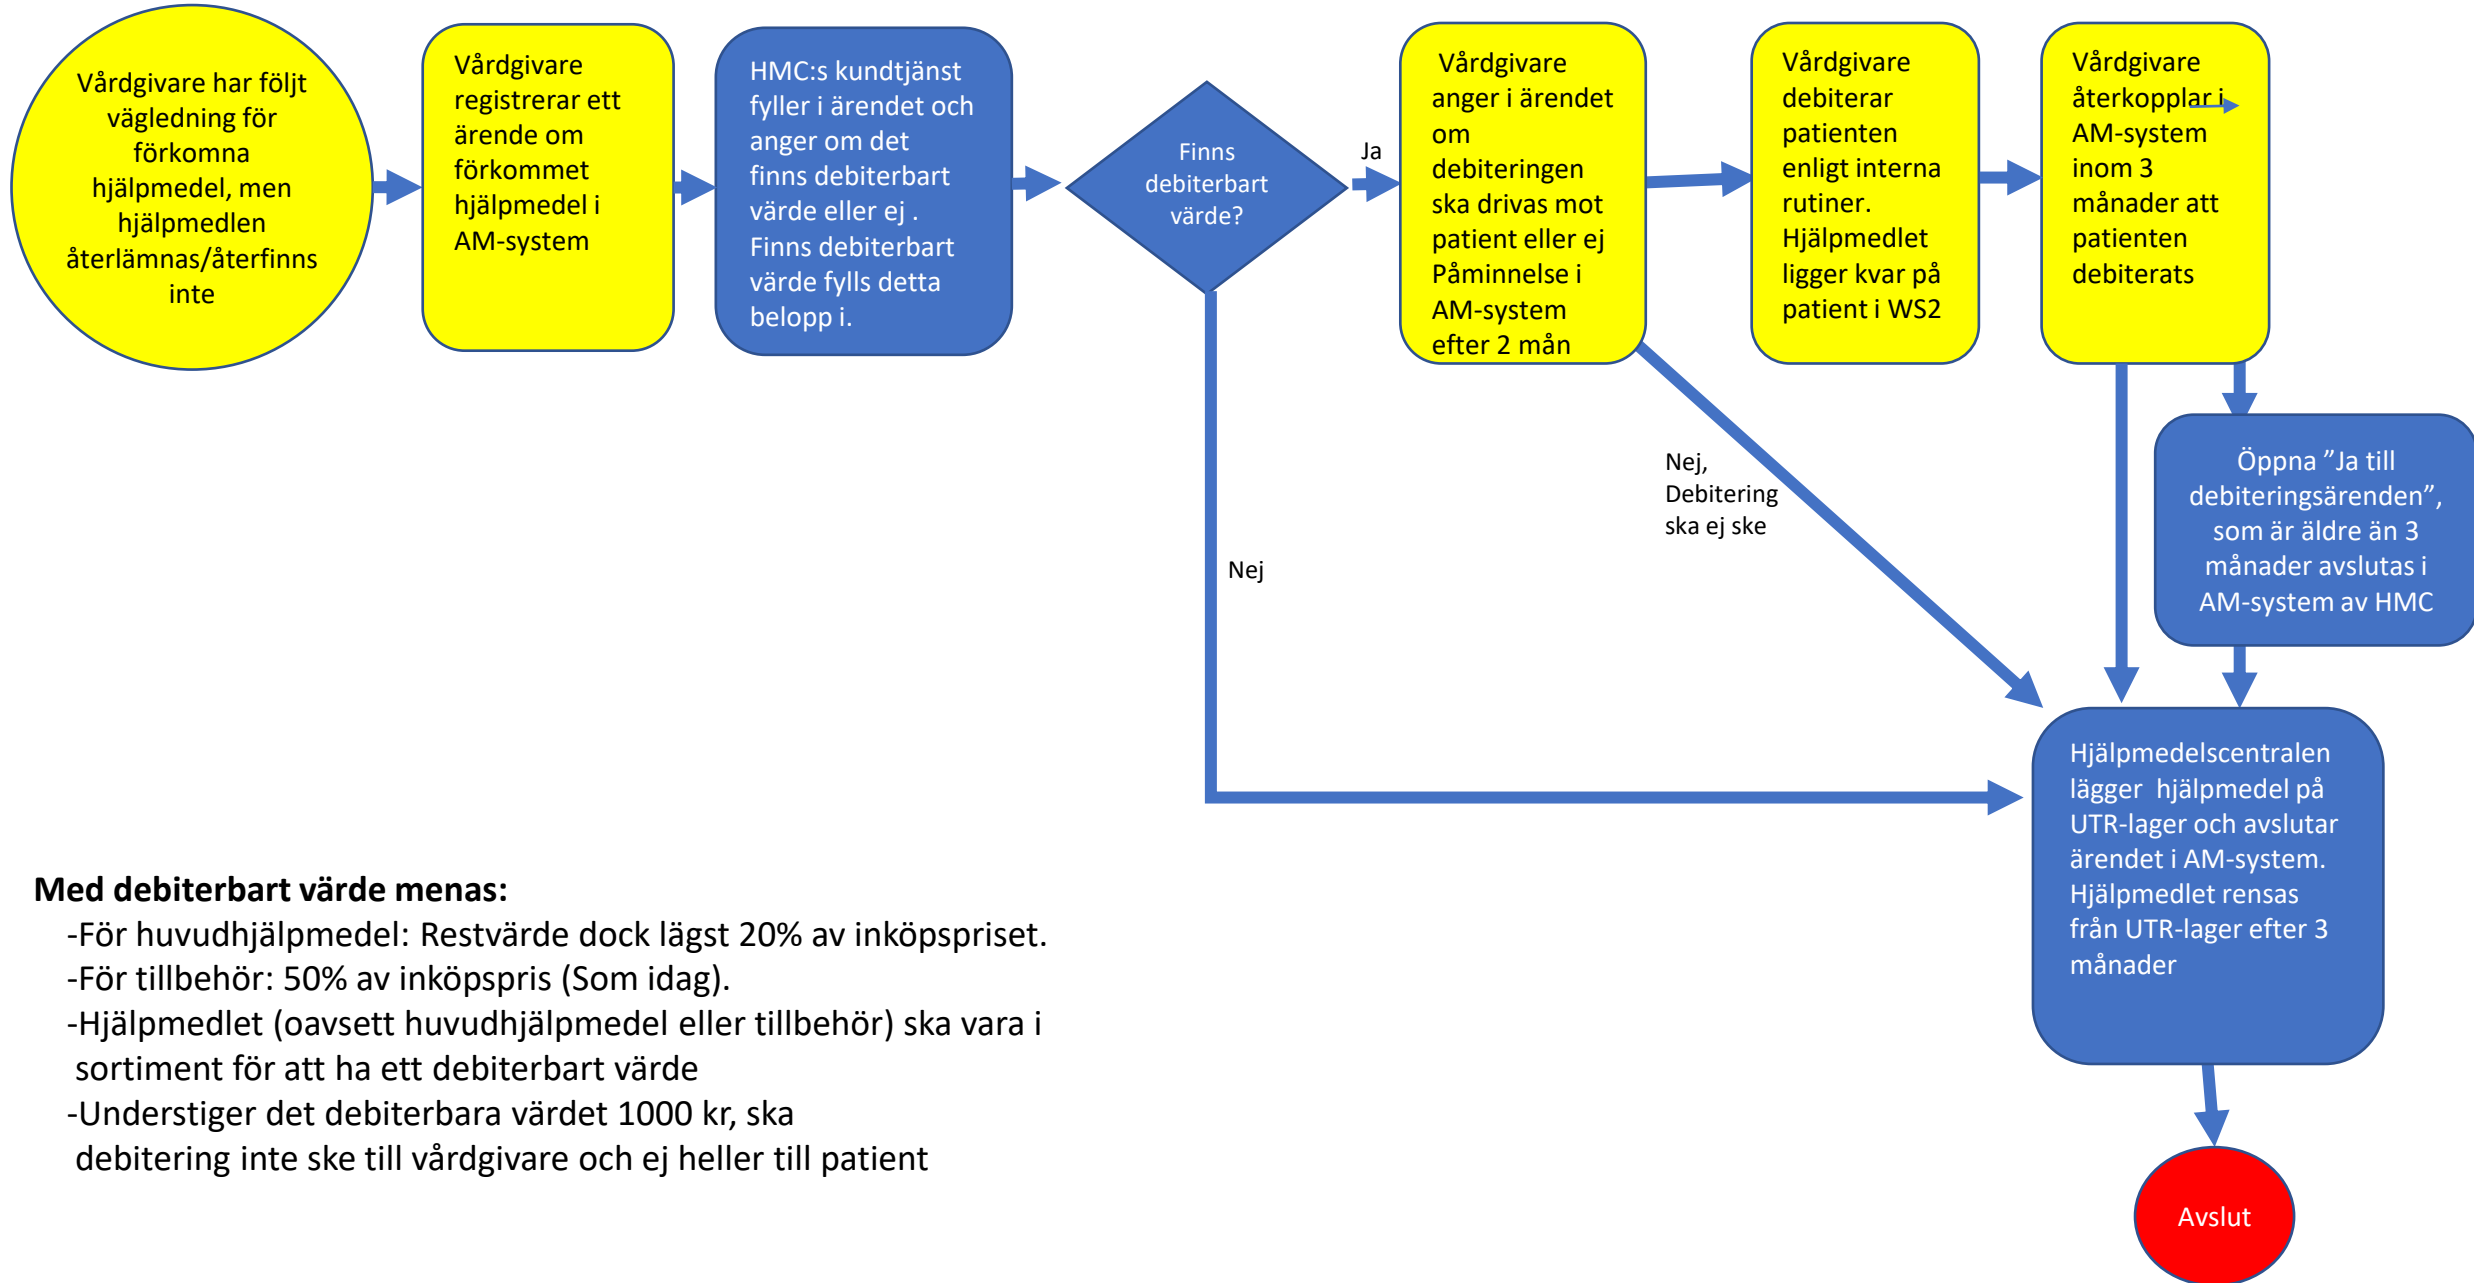 Vårdgivare har följt
vägledning för
förkomna
hjälpmedel, men
hjälpmedlen
återlämnas/återfinns
inte
Vårdgivare
registrerar ett
ärende om
förkommet
hjälpmedel i
AM-system
HMC:s kundtjänst
fyller i ärendet och
anger om det
finns debiterbart
värde eller ej .
Finns debiterbart
värde fylls detta
belopp i.
Finns
debiterbart
värde?
Ja
Vårdgivare
anger i ärendet
om
debiteringen
ska drivas mot
patient eller ej
Påminnelse i
AM-system
efter 2 mån
Vårdgivare
debiterar
patienten
enligt interna
rutiner.
Hjälpmedlet
ligger kvar på
patient i WS2
Vårdgivare
återkopplar i
AM-system
inom 3
månader att
patienten
debiterats
Öppna ”Ja till
debiteringsärenden”,
som är äldre än 3
månader avslutas i
AM-system av HMC
Nej,
Debitering
ska ej ske
Nej
Hjälpmedelscentralen
lägger  hjälpmedel på
UTR-lager och avslutar
ärendet i AM-system.
Hjälpmedlet rensas
från UTR-lager efter 3
månader
Med debiterbart värde menas:
-För huvudhjälpmedel: Restvärde dock lägst 20% av inköpspriset.
-För tillbehör: 50% av inköpspris (Som idag).
-Hjälpmedlet (oavsett huvudhjälpmedel eller tillbehör) ska vara i
sortiment för att ha ett debiterbart värde
-Understiger det debiterbara värdet 1000 kr, ska
debitering inte ske till vårdgivare och ej heller till patient
Avslut